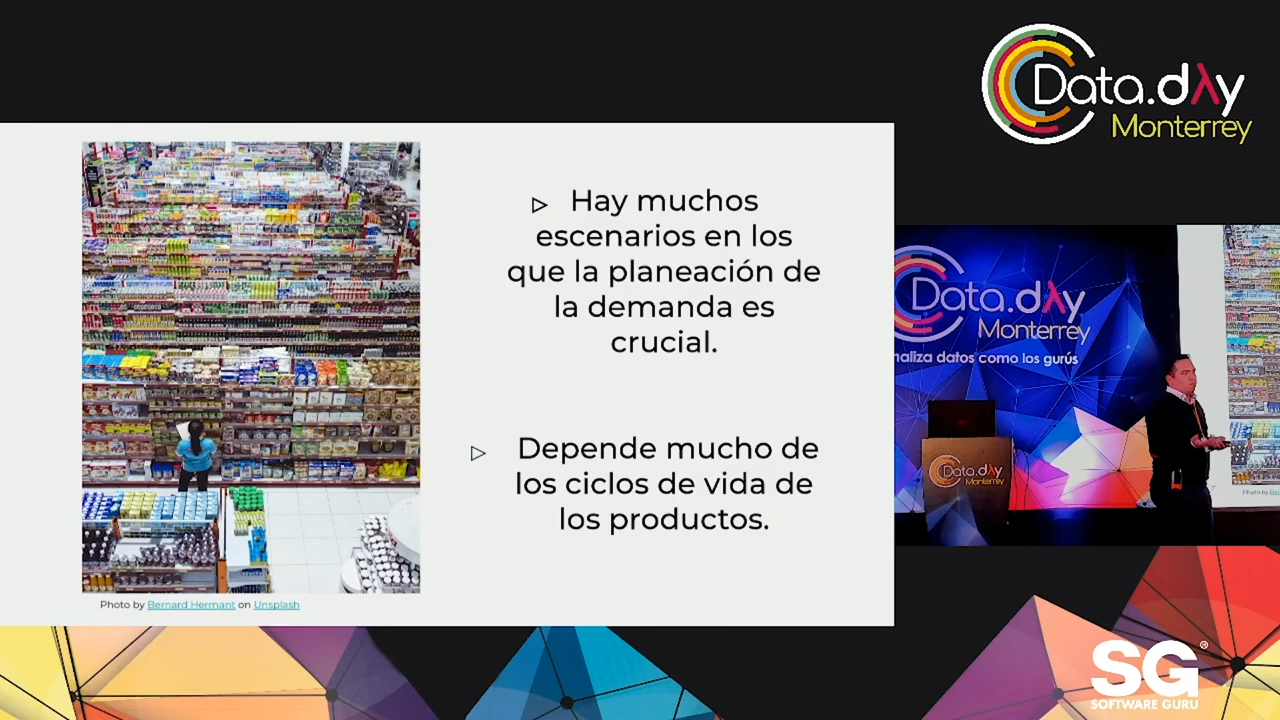 Data.dλy
Monterrey
▷ Hay muchos
escenarios en los
que la planeación de
la demanda es
crucial.
▷ Depende mucho de
los ciclos de vida de
los productos.
Photo by Bernard Hermant on Unsplash
Data.dλy
Monterrey
naliza datos como los gurús
Data.dλy
Monterrey
Photo by
SG®
SOFTWARE GURU